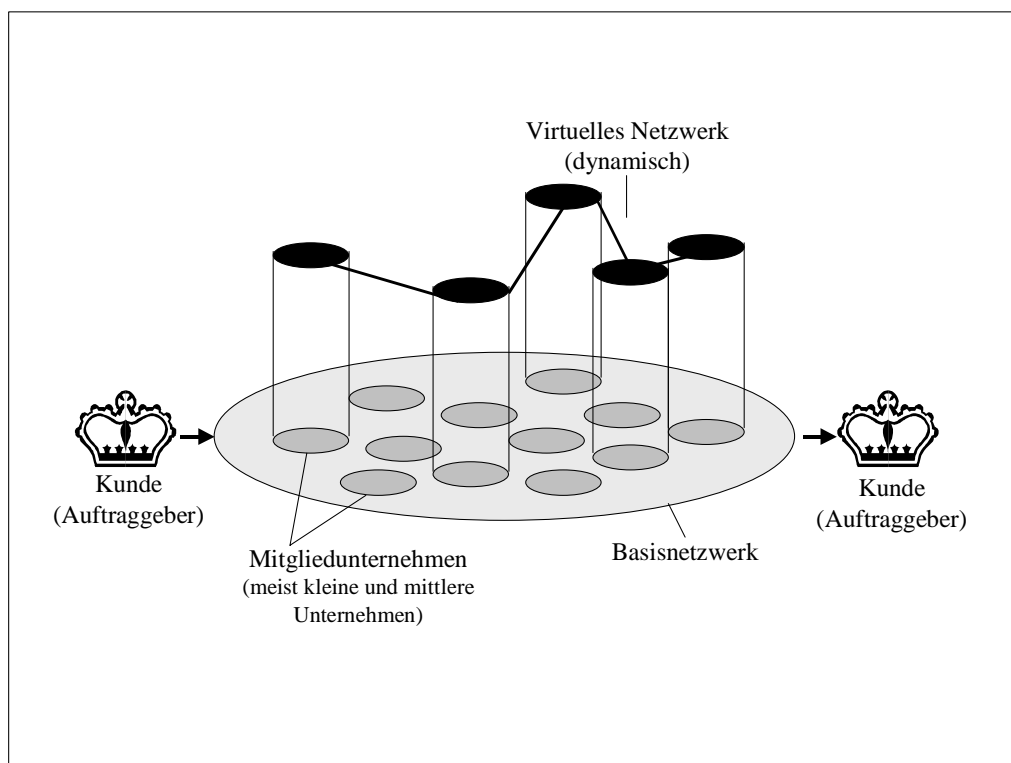 Virtuelles Netzwerk
(dynamisch)
Kunde
(Auftraggeber)
Kunde
(Auftraggeber)
Mitgliedunternehmen
(meist kleine und mittlere
Unternehmen)
Basisnetzwerk